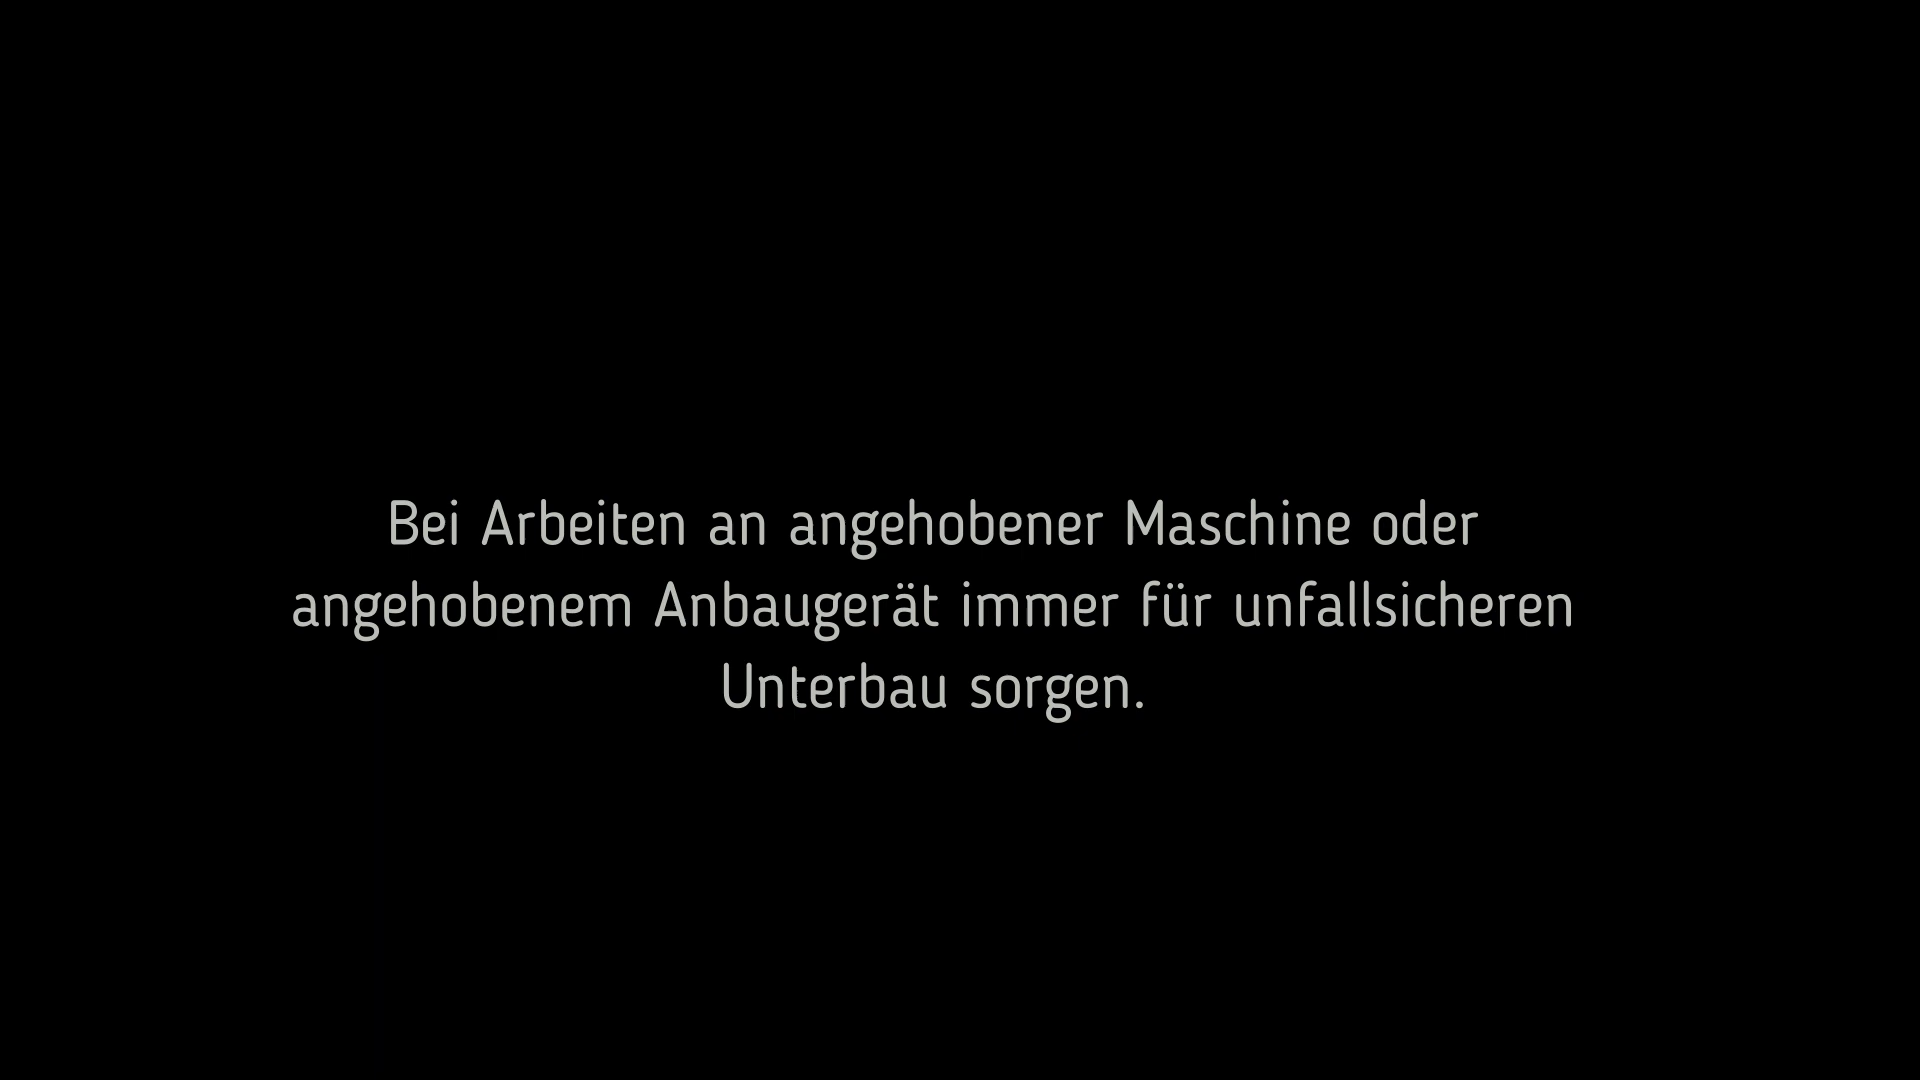 Bei Arbeiten an angehobener Maschine oder
angehobenem Anbaugerät immer für unfallsicheren
Unterbau sorgen.